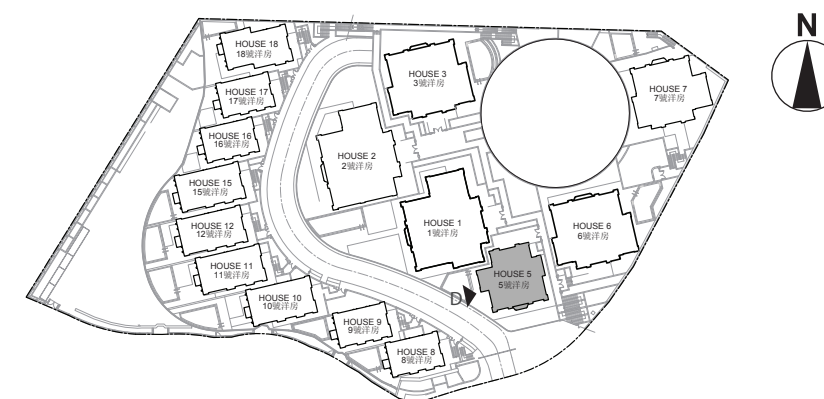 N
HOUSE 18
18號洋房
HOUSE 17
17號洋房
HOUSE 16
16號洋房
HOUSE 15
15號洋房
HOUSE 12
12號洋房
HOUSE 11
11號洋房
HOUSE 10
10號洋房
HOUSE 9
9號洋房
HOUSE 8
8號洋房
HOUSE 3
3號洋房
HOUSE 2
2號洋房
HOUSE 1
1號洋房
HOUSE 7
7號洋房
HOUSE 6
6號洋房
HOUSE 5
5號洋房
D